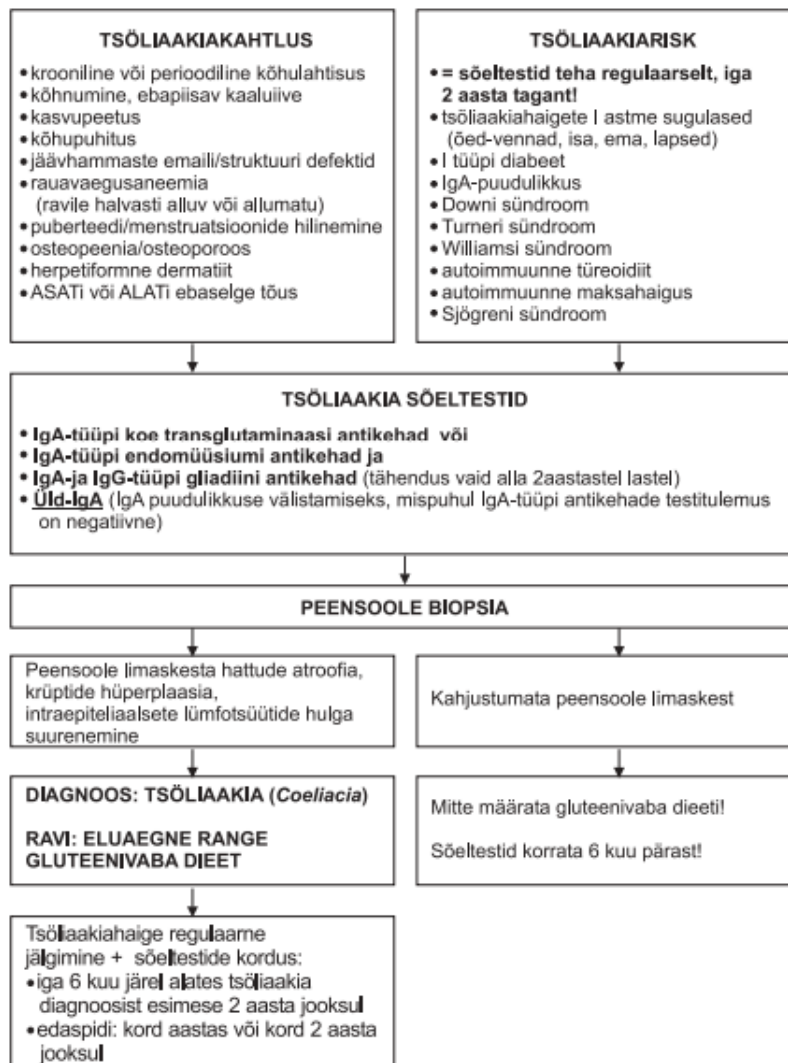 TSÖLIAAKIAKAHTLUS
• krooniline või perioodiline kõhulahtisus
• kõhnumine, ebapiisav kaaluiive
• kasvupeetus
• kõhupuhitus
• jäävhammaste emaili/struktuuri defektid
• rauavaegusaneemia
(ravile halvasti alluv või allumatu)
• puberteedi/menstruatsioonide hilinemine
• osteopeenia/osteoporoos
• herpetiformne dermatiit
• ASATi või ALATi ebaselge tõus
TSÖLIAAKIARISK
• = sõeltestid teha regulaarselt, iga
2 aasta tagant!
• tsöliaakiahaigete I astme sugulased
(õed-vennad, isa, ema, lapsed)
• I tüüpi diabeet
• IgA-puudulikkus
• Downi sündroom
• Turneri sündroom
• Williamsi sündroom
• autoimmuunne türeoidiit
• autoimmuunne maksahaigus
• Sjögreni sündroom
TSÖLIAAKIA SÕELTESTID
• IgA-tüüpi koe transglutaminaasi antikehad või
• IgA-tüüpi endomüüsiumi antikehad ja
• IgA-ja IgG-tüüpi gliadiini antikehad (tähendus vaid alla 2aastastel lastel)
• Üld-IgA (IgA puudulikkuse välistamiseks, mispuhul IgA-tüüpi antikehade testitulemus
on negatiivne)
PEENSOOLE BIOPSIA
Peensoole limaskesta hattude atroofia,
krüptide hüperplaasia,
intraepiteliaalsete lümfotsüütide hulga
suurenemine
Kahjustumata peensoole limaskest
DIAGNOOS: TSÖLIAAKIA (Coeliacia)
RAVI: ELUAEGNE RANGE
GLUTEENIVABA DIEET
Mitte määrata gluteenivaba dieeti!
Sõeltestid korrata 6 kuu pärast!
Tsöliaakiahaige regulaarne
jälgimine + sõeltestide kordus:
• iga 6 kuu järel alates tsöliaakia
diagnoosist esimese 2 aasta jooksul
• edaspidi: kord aastas või kord 2 aasta
jooksul